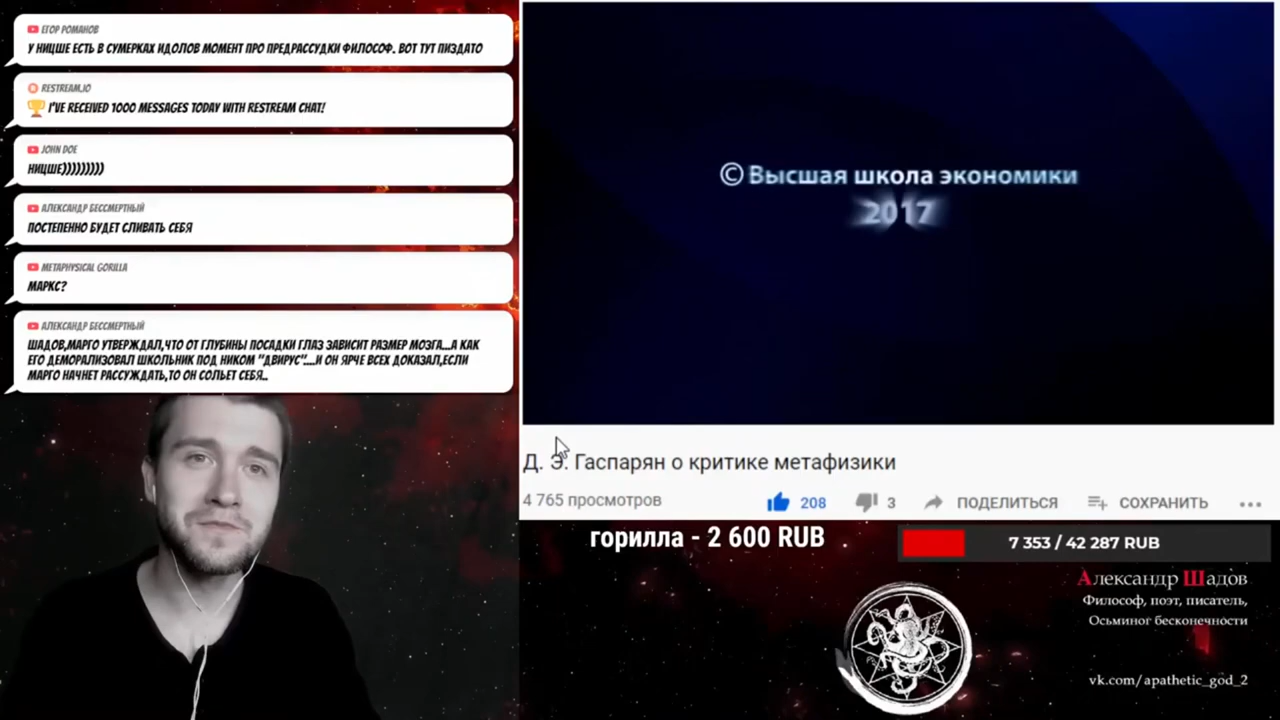 ЕГОР РОМАНОВ
У НИЦШЕ ЕСТЬ В СУМЕРКАХ ИДОЛОВ МОМЕНТ ПРО ПРЕДРАССУДКИ ФИЛОСОФ. ВОТ ТУТ ПИЗДАТО
RESTREAM.IO
I'VE RECEIVED 1000 MESSAGES TODAY WITH RESTREAM CHAT!
JOHN DOE
НИЦШЕ)))))))))
АЛЕКСАНДР БЕССМЕРТНЫЙ
ПОСТЕПЕННО БУДЕТ СЛИВАТЬ СЕБЯ
METAPHYSICAL GORILLA
МАРКС?
АЛЕКСАНДР БЕССМЕРТНЫЙ
ШАДОВ,МАРГО УТВЕРЖДАЛ,ЧТО ОТ ГЛУБИНЫ ПОСАДКИ ГЛАЗ ЗАВИСИТ РАЗМЕР МОЗГА...А КАК
ЕГО ДЕМОРАЛИЗОВАЛ ШКОЛЬНИК ПОД НИКОМ "ДВИРУС"....И ОН ЯРЧЕ ВСЕХ ДОКАЗАЛ,ЕСЛИ
МАРГО НАЧНЕТ РАССУЖДАТЬ,ТО ОН СОЛЬЕТ СЕБЯ..
© Высшая школа экономики
2017
Д. Э. Гаспарян о критике метафизики
4 765 просмотров
208
3
ПОДЕЛИТЬСЯ
СОХРАНИТЬ
горилла - 2 600 RUB
7 353 / 42 287 RUB
Александр Шадов
Философ, поэт, писатель,
Осьминог бесконечности
vk.com/apathetic_god_2